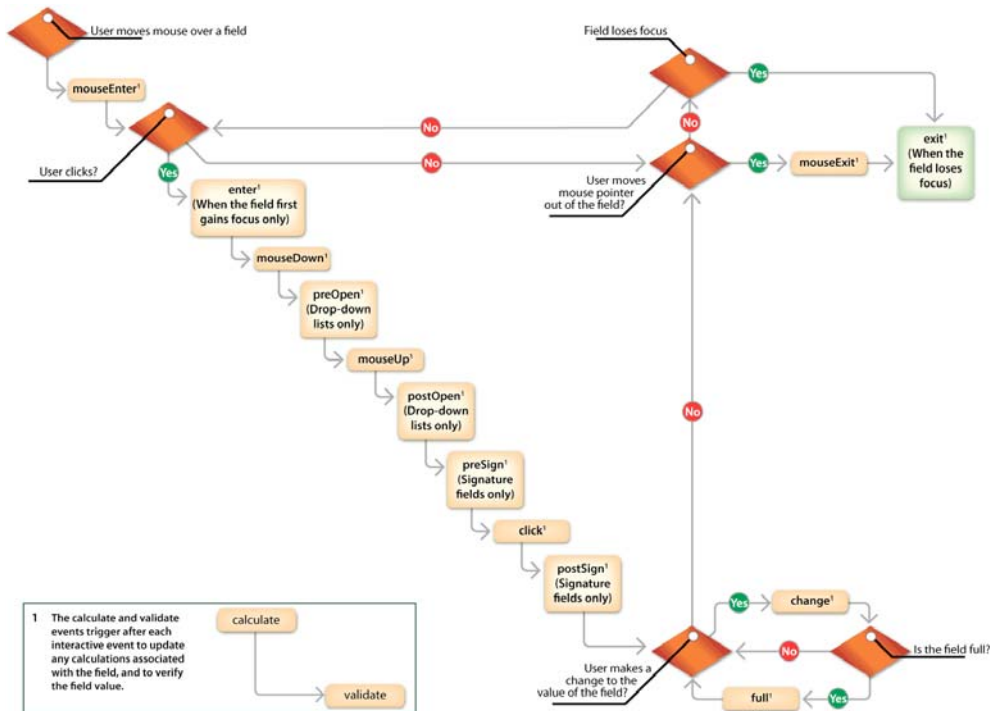 User moves mouse over a field
Field loses focus
mouseEnter¹
Yes
No
User clicks?
No
Yes
enter¹
(When the field first
gains focus only)
No
User moves
mouse pointer
out of the field?
Yes
mouseExit¹
exit¹
(When the
field loses
focus)
mouseDown¹
preOpen¹
(Drop-down
lists only)
mouseUp¹
postOpen¹
(Drop-down
lists only)
No
preSign¹
(Signature
fields only)
click¹
postSign¹
(Signature
fields only)
User makes a
change to the
value of the field?
Yes
change¹
Is the field full?
No
Yes
full¹
1 The calculate and validate
events trigger after each
interactive event to update
any calculations associated
with the field, and to verify
the field value.
calculate
validate